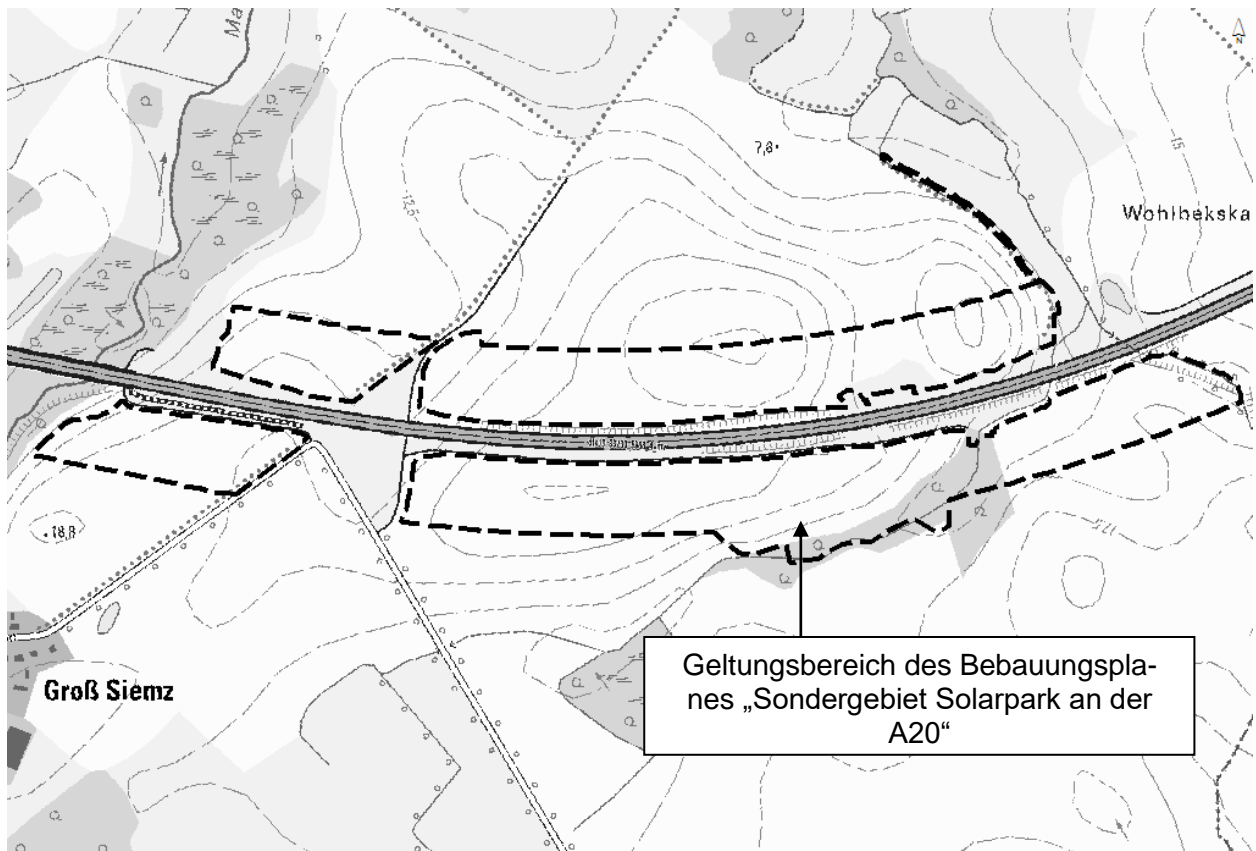 Ma
N
7,8
12,5
15
Wohlbekska
18,8
Groß Siemz
Geltungsbereich des Bebauungspla-
nes „Sondergebiet Solarpark an der
A20“